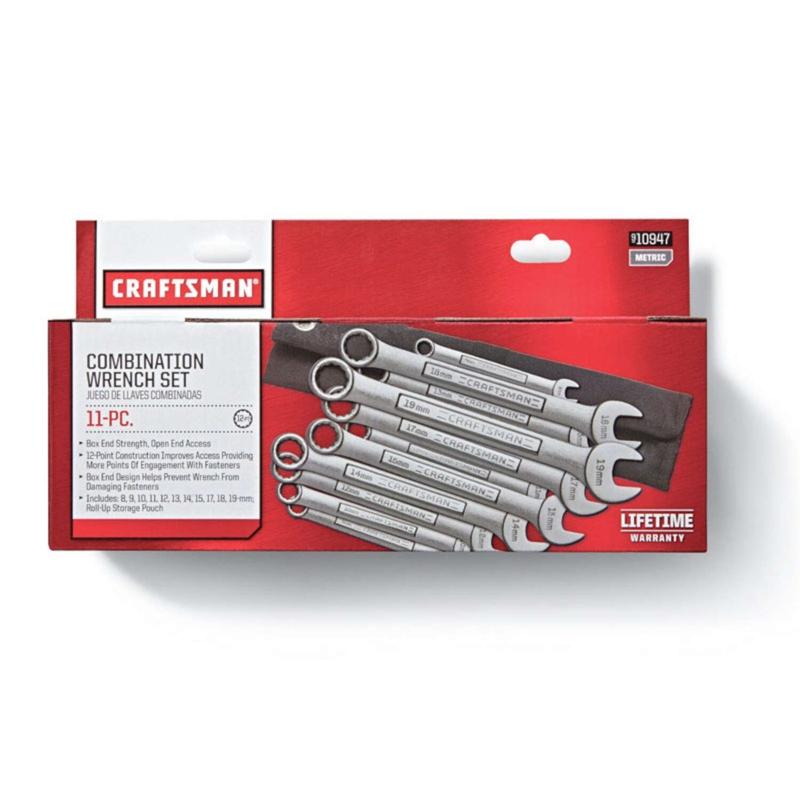 910947
METRIC
CRAFTSMAN®
COMBINATION
WRENCH SET
JUEGO DE LLAVES COMBINADAS
11-PC.
12PT
▸ Box End Strength, Open End Access
▸ 12-Point Construction Improves Access Providing
More Points Of Engagement With Fasteners
▸ Box End Design Helps Prevent Wrench From
Damaging Fasteners
▸ Includes: 8, 9, 10, 11, 12, 13, 14, 15, 17, 18, 19-mm;
Roll-Up Storage Pouch
18mm CRAFTSMAN 18mm
19mm CRAFTSMAN 19mm
17mm CRAFTSMAN 17mm
15mm CRAFTSMAN 15mm
14mm CRAFTSMAN 14mm
12mm CRAFTSMAN
LIFETIME
WARRANTY